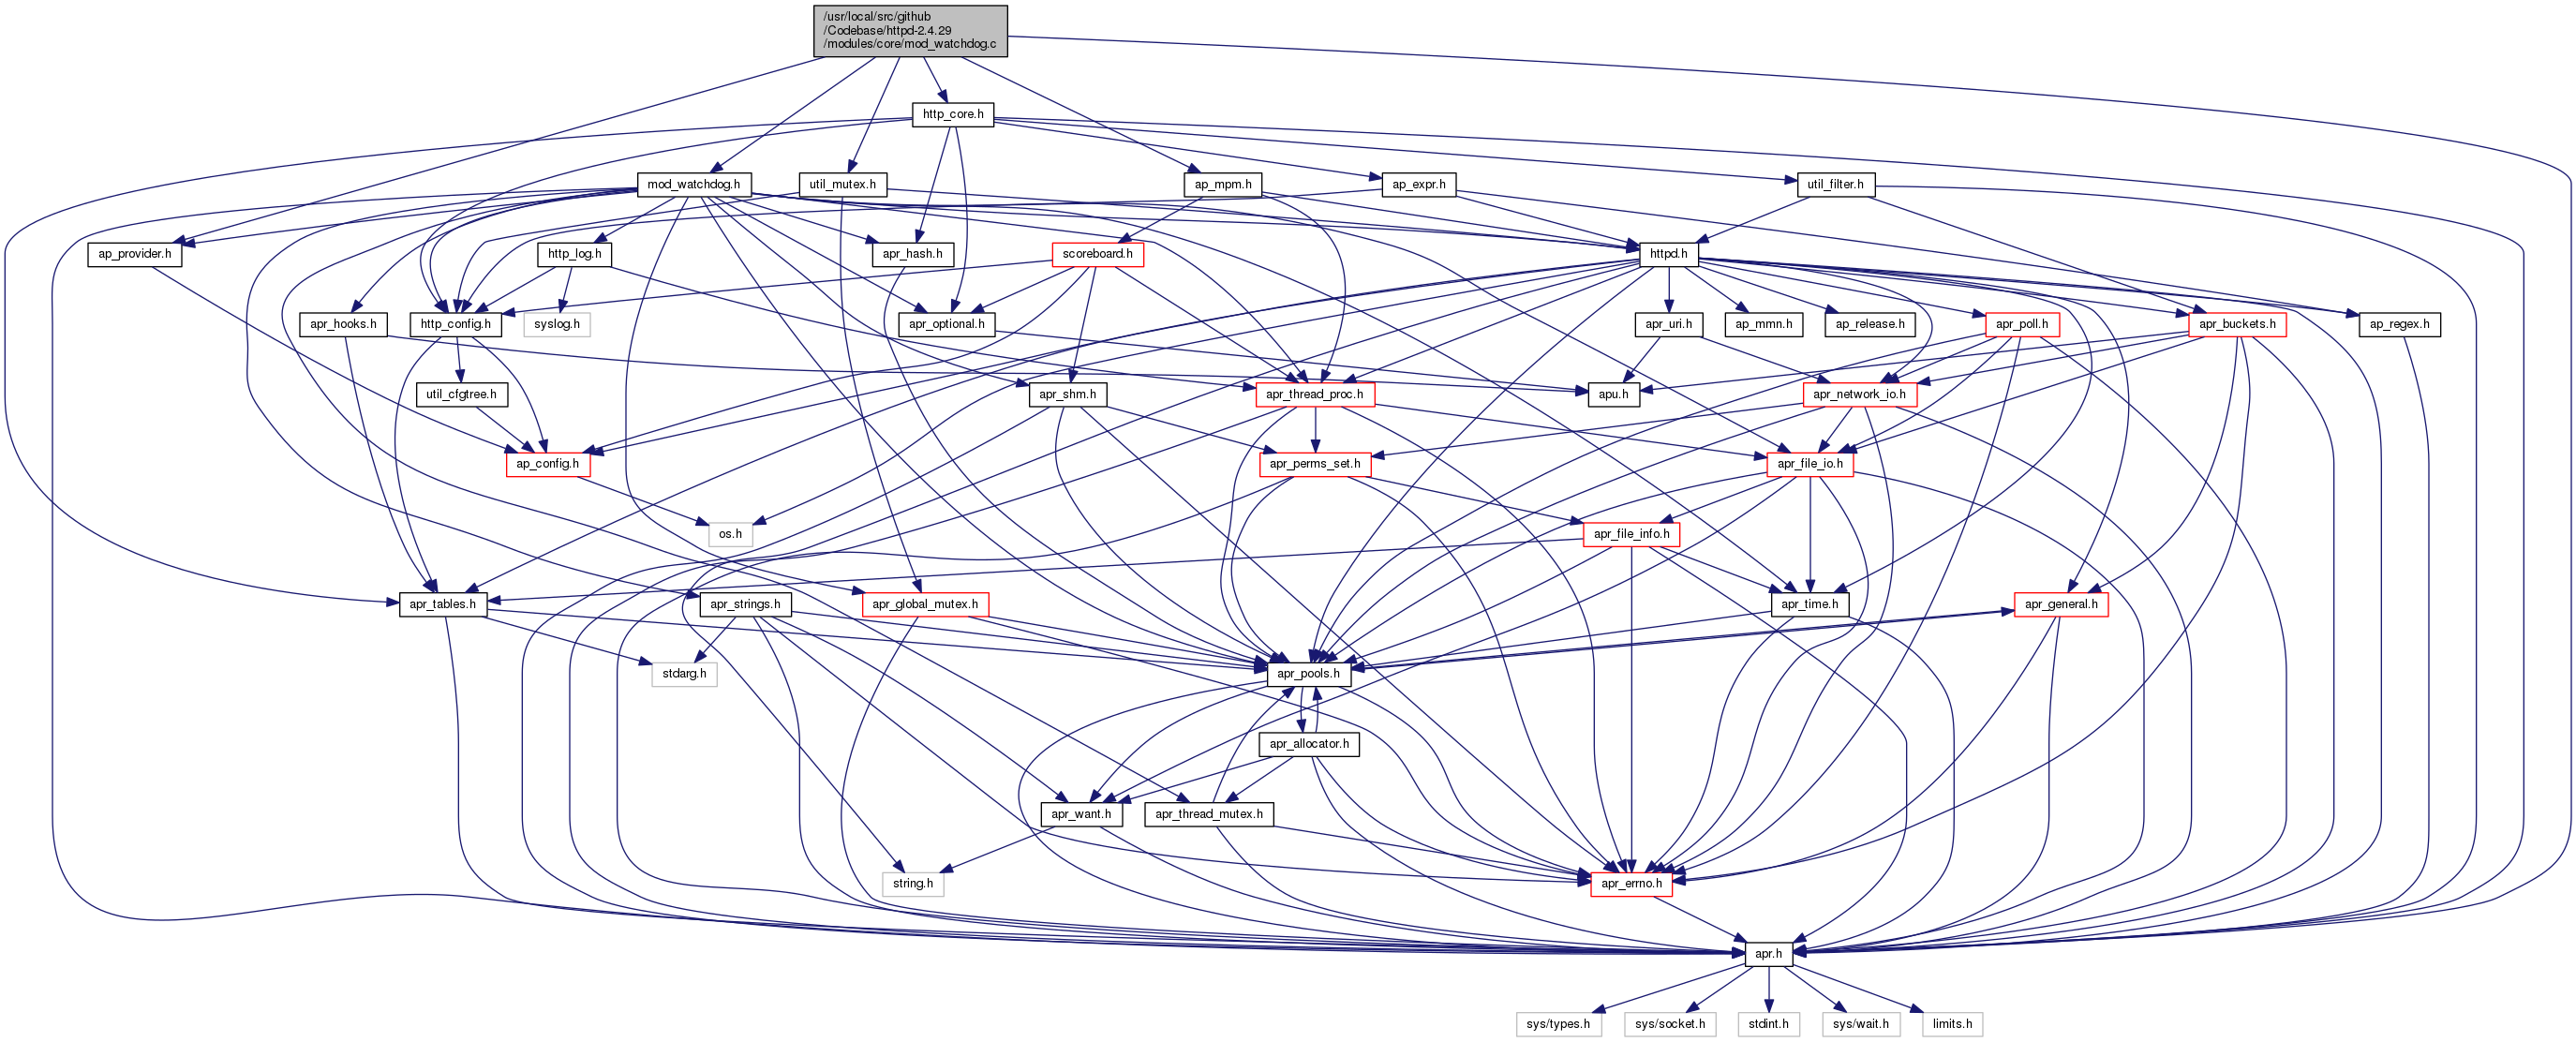 /usr/local/src/github
/Codebase/httpd-2.4.29
/modules/core/mod_watchdog.c
http_core.h
mod_watchdog.h
util_mutex.h
ap_mpm.h
ap_expr.h
util_filter.h
ap_provider.h
http_log.h
apr_hash.h
scoreboard.h
httpd.h
apr_hooks.h
http_config.h
syslog.h
apr_optional.h
apr_uri.h
ap_mmn.h
ap_release.h
apr_poll.h
apr_buckets.h
ap_regex.h
util_cfgtree.h
apr_shm.h
apr_thread_proc.h
apu.h
apr_network_io.h
ap_config.h
apr_perms_set.h
apr_file_io.h
os.h
apr_file_info.h
apr_tables.h
apr_strings.h
apr_global_mutex.h
apr_time.h
apr_general.h
stdarg.h
apr_pools.h
apr_allocator.h
apr_want.h
apr_thread_mutex.h
string.h
apr_errno.h
apr.h
sys/types.h
sys/socket.h
stdint.h
sys/wait.h
limits.h